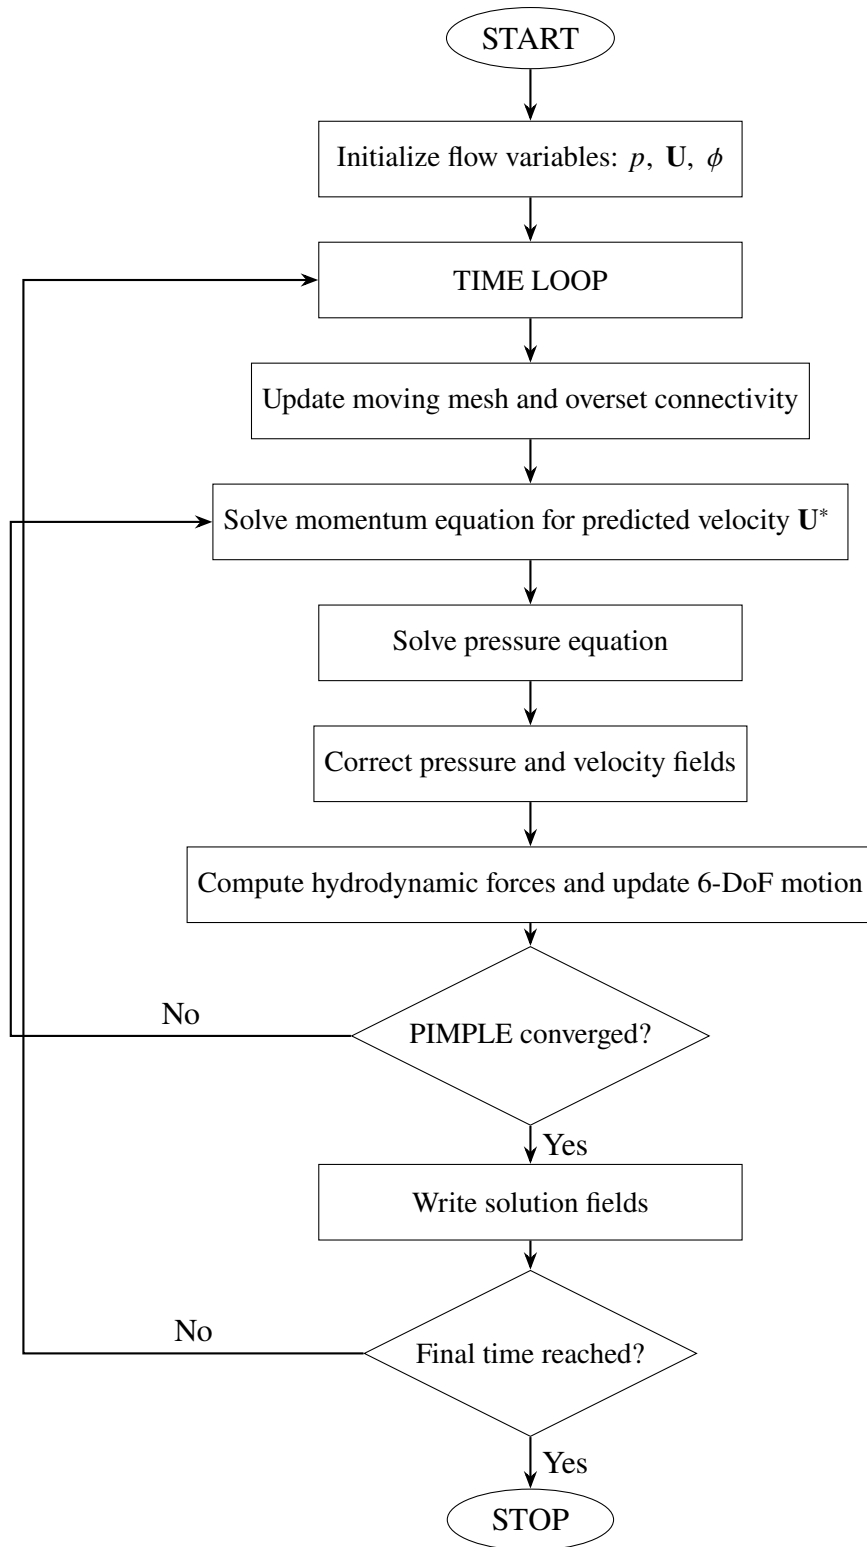 START
Initialize flow variables: p, U, ϕ
TIME LOOP
Update moving mesh and overset connectivity
Solve momentum equation for predicted velocity U*
Solve pressure equation
Correct pressure and velocity fields
Compute hydrodynamic forces and update 6-DoF motion
No
PIMPLE converged?
Yes
Write solution fields
No
Final time reached?
Yes
STOP